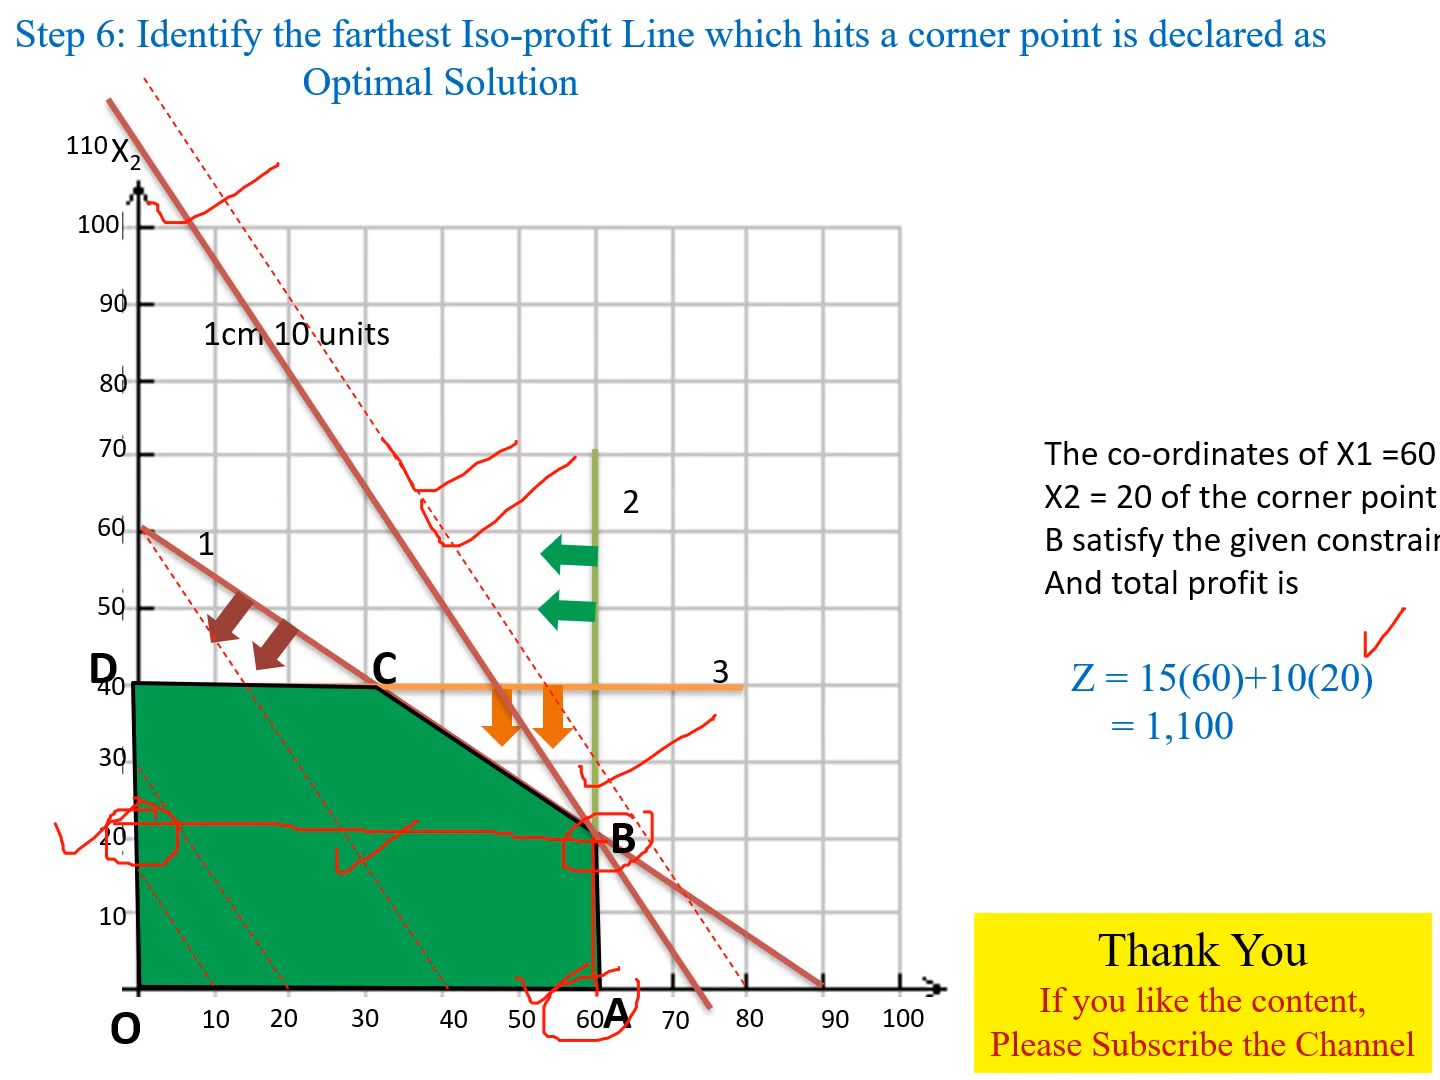 Step 6: Identify the farthest Iso-profit Line which hits a corner point is declared as
Optimal Solution
110
X2
100
90
1cm 10 units
80
70
2
60
1
50
D
C
3
40
30
20
B
10
O
10 20 30 40 50 60 A 70 80 90 100
The co-ordinates of X1 =60
X2 = 20 of the corner point
B satisfy the given
And total profit is
Z = 15(60)+10(20)
= 1,100
Thank You
If you like the content,
Please Subscribe the Channel